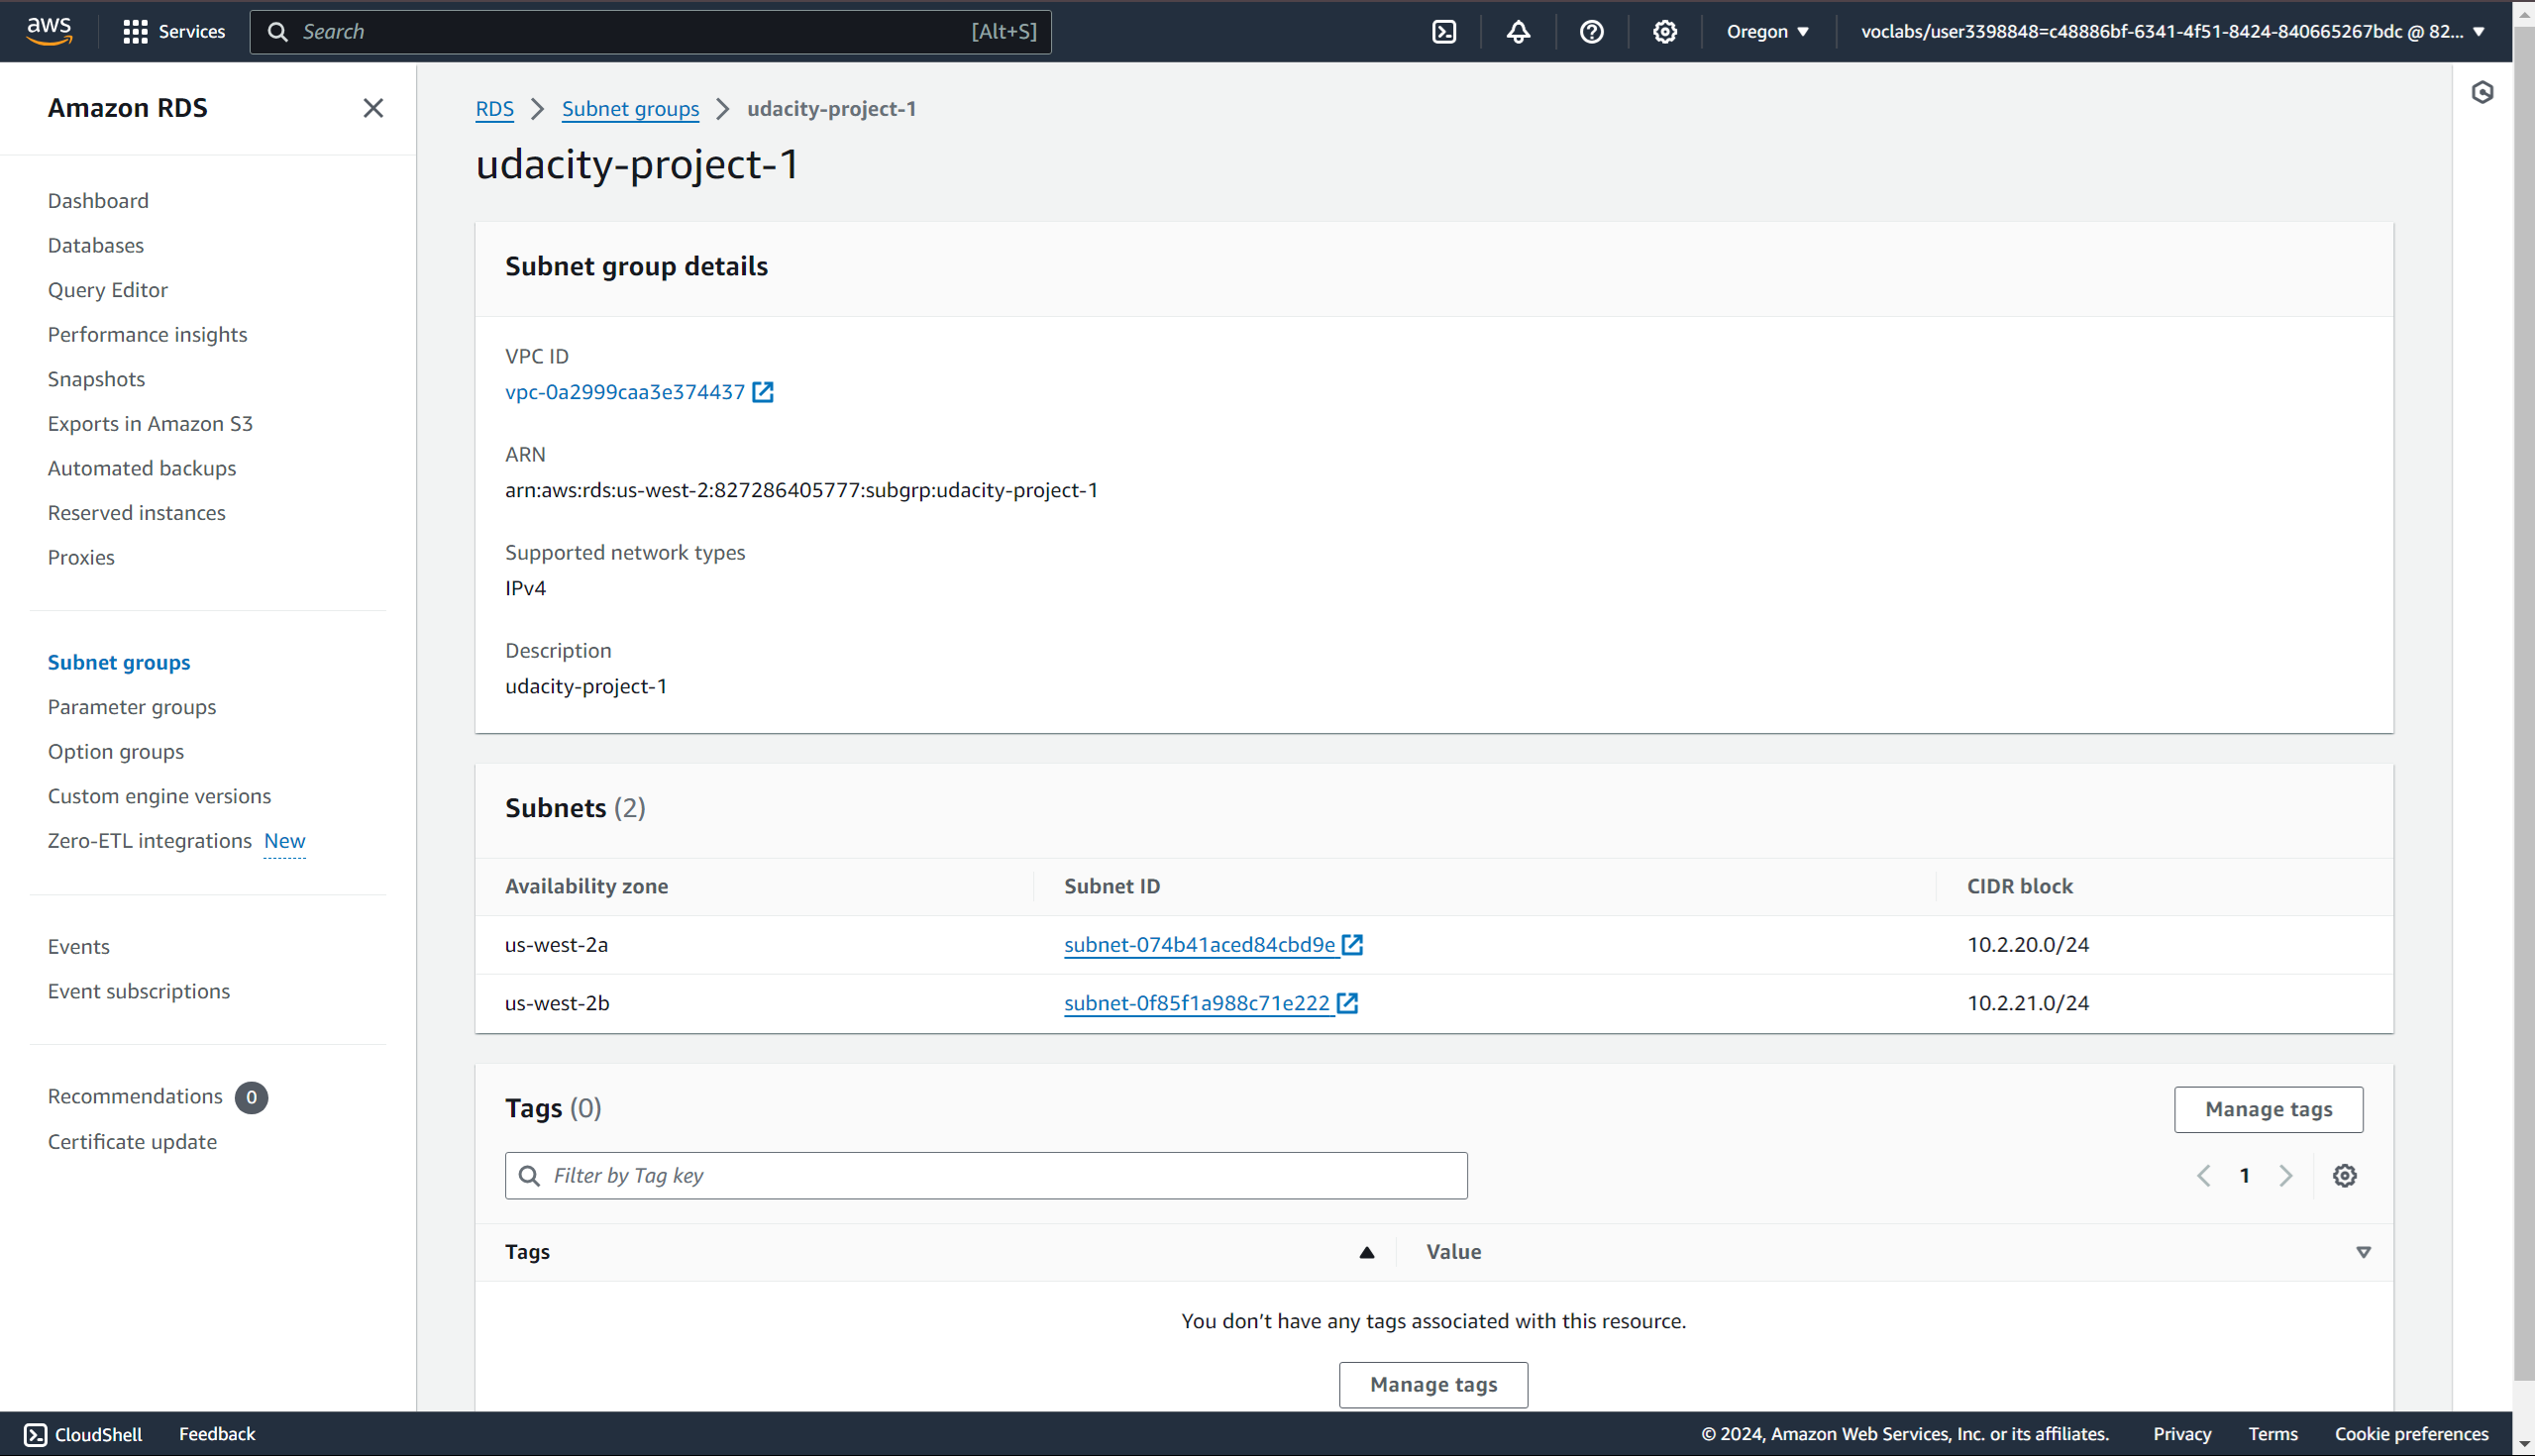 aws
Services
Search
[Alt+S]
Oregon
voclabs/user3398848=c48886bf-6341-4f51-8424-840665267bdc @ 82...
Amazon RDS
Dashboard
Databases
Query Editor
Performance insights
Snapshots
Exports in Amazon S3
Automated backups
Reserved instances
Proxies
Subnet groups
Parameter groups
Option groups
Custom engine versions
Zero-ETL integrations New
Events
Event subscriptions
Recommendations 0
Certificate update
RDS > Subnet groups > udacity-project-1
udacity-project-1
Subnet group details
VPC ID
vpc-0a2999caa3e374437
ARN
arn:aws:rds:us-west-2:827286405777:subgrp:udacity-project-1
Supported network types
IPv4
Description
udacity-project-1
Subnets (2)
Availability zone Subnet ID CIDR block
us-west-2a subnet-074b41aced84cbd9e 10.2.20.0/24
us-west-2b subnet-0f85f1a988c71e222 10.2.21.0/24
Tags (0)
Manage tags
Filter by Tag key
1
Tags Value
You don’t have any tags associated with this resource.
Manage tags
CloudShell Feedback © 2024, Amazon Web Services, Inc. or its affiliates. Privacy Terms Cookie preferences